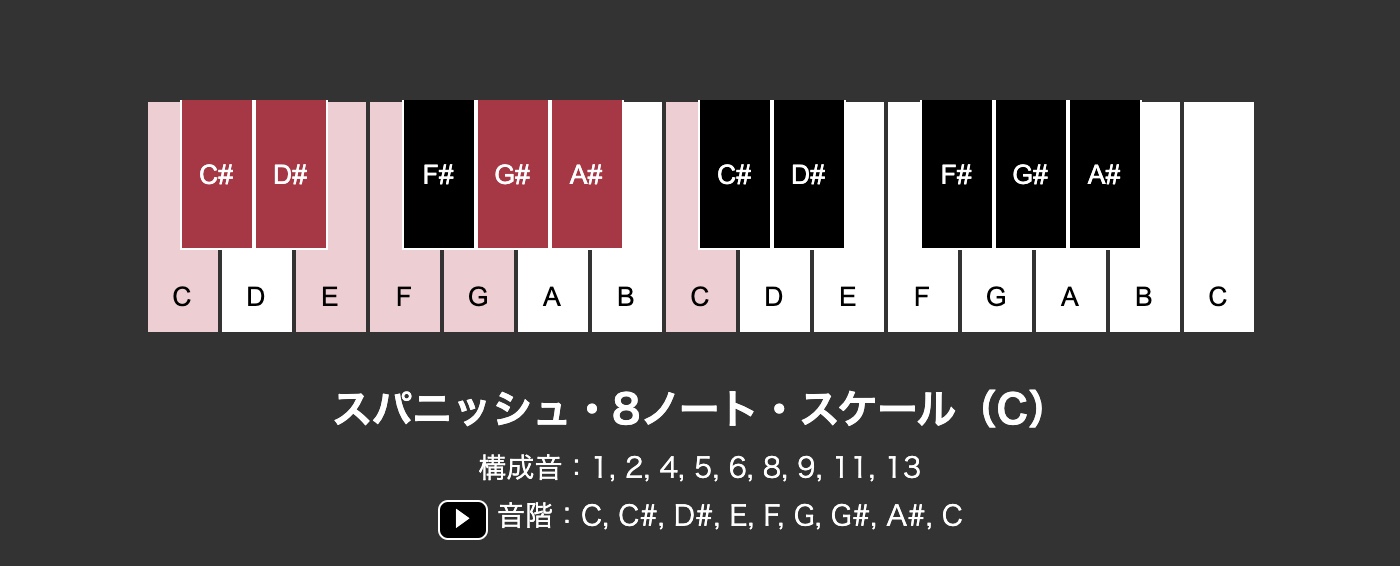 C# D# F# G# A# C# D# F# G# A#
C D E F G A B C D E F G A B C
スパニッシュ・8ノート・スケール（C）
構成音：1, 2, 4, 5, 6, 8, 9, 11, 13
音階：C, C#, D#, E, F, G, G#, A#, C